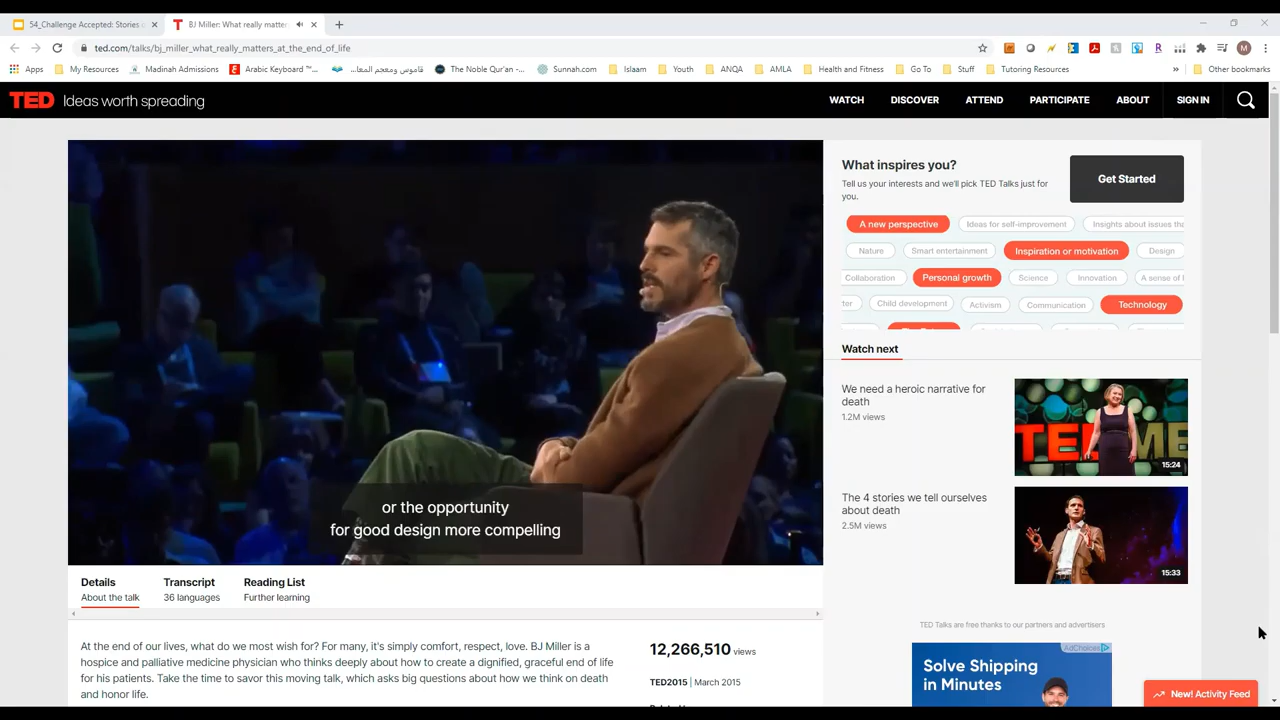 54_Challenge Accepted: Stories
BJ Miller: What really matter
ted.com/talks/bj_miller_what_really_matters_at_the_end_of_life
M
Apps
My Resources
Madinah Admissions
Arabic Keyboard ™...
قاموس ومعجم المعا...
The Noble Qur'an -...
Sunnah.com
Islaam
Youth
ANQA
AMLA
Health and Fitness
Go To
Stuff
Tutoring Resources
»
Other bookmarks
TED Ideas worth spreading
WATCH
DISCOVER
ATTEND
PARTICIPATE
ABOUT
SIGN IN
What inspires you?
Tell us your interests and we'll pick TED Talks just for
you.
Get Started
A new perspective
Ideas for self-improvement
Insights about issues tha
Nature
Smart entertainment
Inspiration or motivation
Design
Collaboration
Personal growth
Science
Innovation
A sense of
ter
Child development
Activism
Communication
Technology
Watch next
We need a heroic narrative for
death
1.2M views
15:24
The 4 stories we tell ourselves
about death
2.5M views
15:33
or the opportunity
for good design more compelling
Details
About the talk
Transcript
36 languages
Reading List
Further learning
At the end of our lives, what do we most wish for? For many, it's simply comfort, respect, love. BJ Miller is a
hospice and palliative medicine physician who thinks deeply about how to create a dignified, graceful end of life
for his patients. Take the time to savor this moving talk, which asks big questions about how we think on death
and honor life.
12,266,510 views
TED2015 | March 2015
TED Talks are free thanks to our partners and advertisers
AdChoices
Solve Shipping
in Minutes
New! Activity Feed